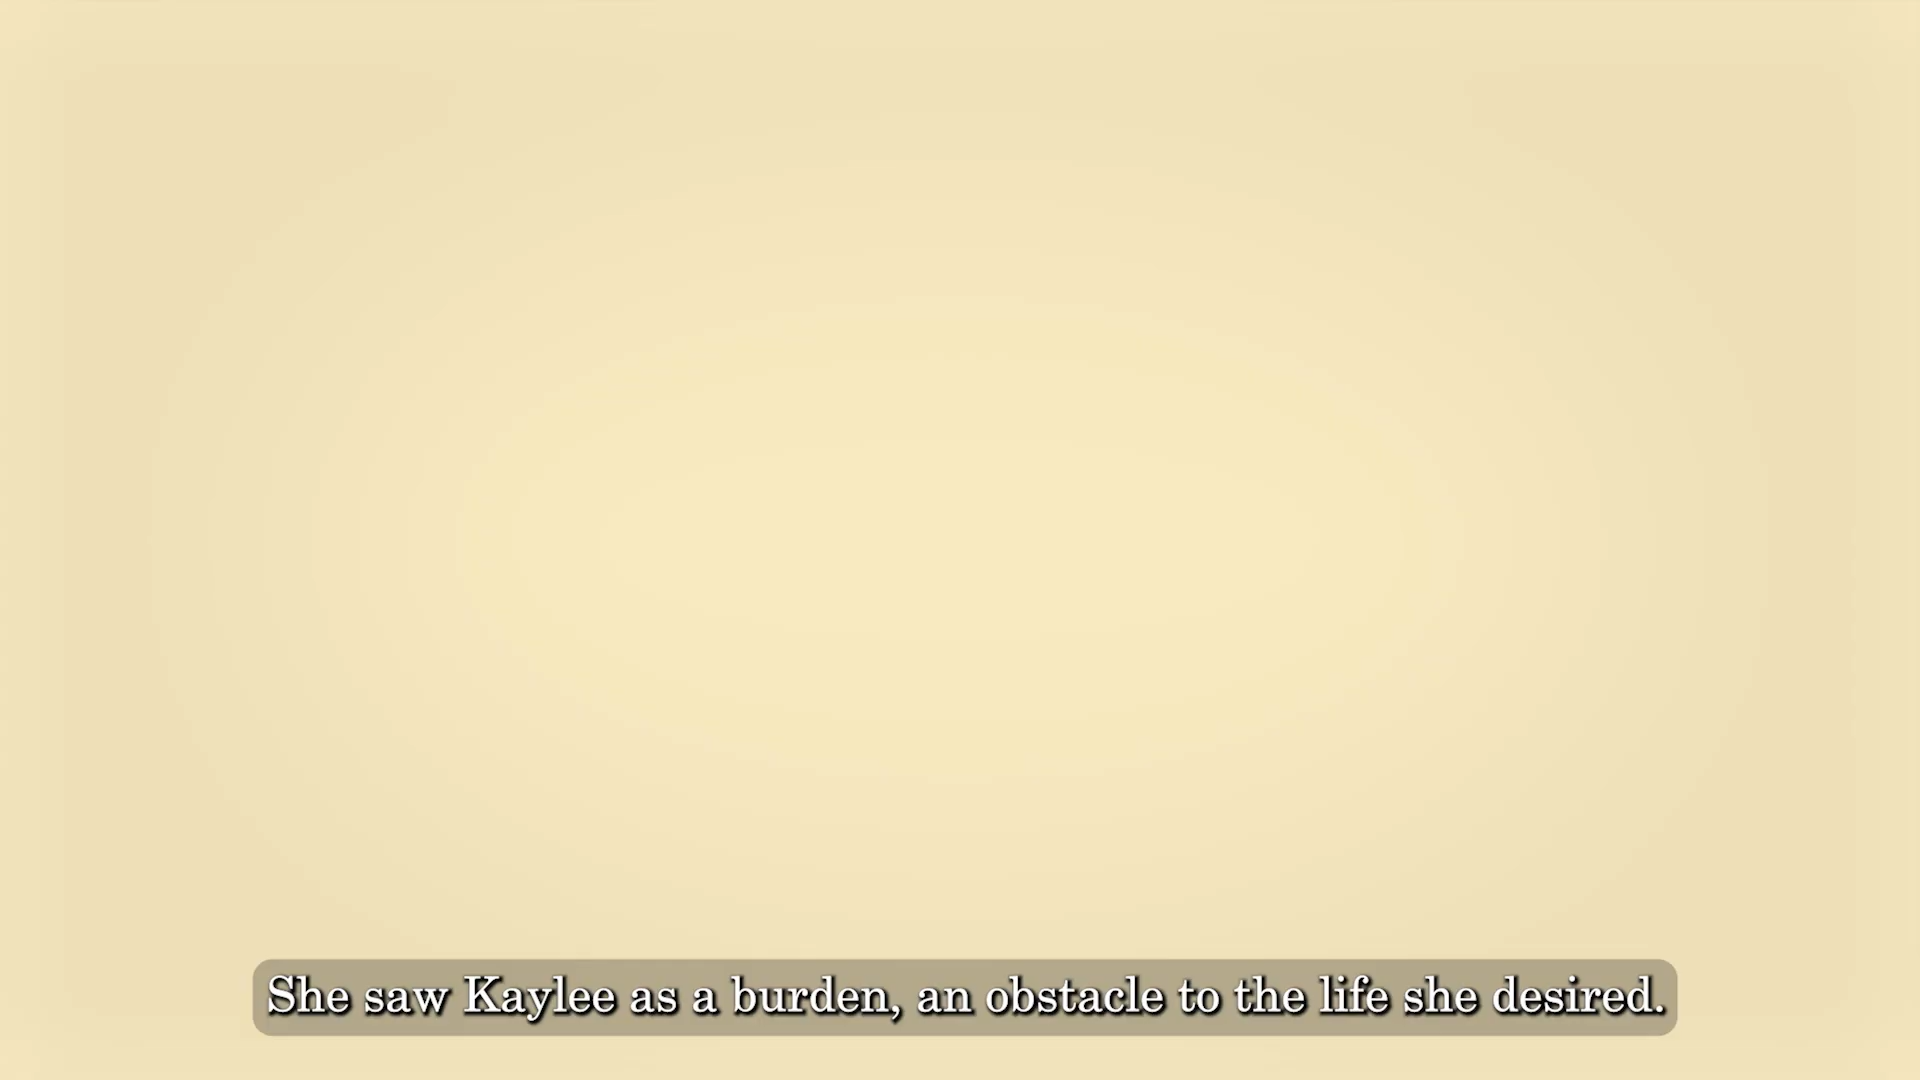 She saw Kaylee as a burden, an obstacle to the life she desired.